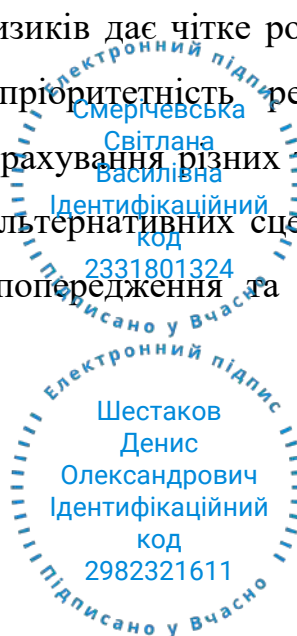 изиків дає чітке ро
пріоритетність ре
рахування різних
льтернативних сце
попередження та
Електронний підпис
Смерічевська
Світлана
Василівна
Ідентифікаційний
код
2331801324
Підписано у Вчасно
Електронний підпис
Шестаков
Денис
Олександрович
Ідентифікаційний
код
2982321611
Підписано у Вчасно